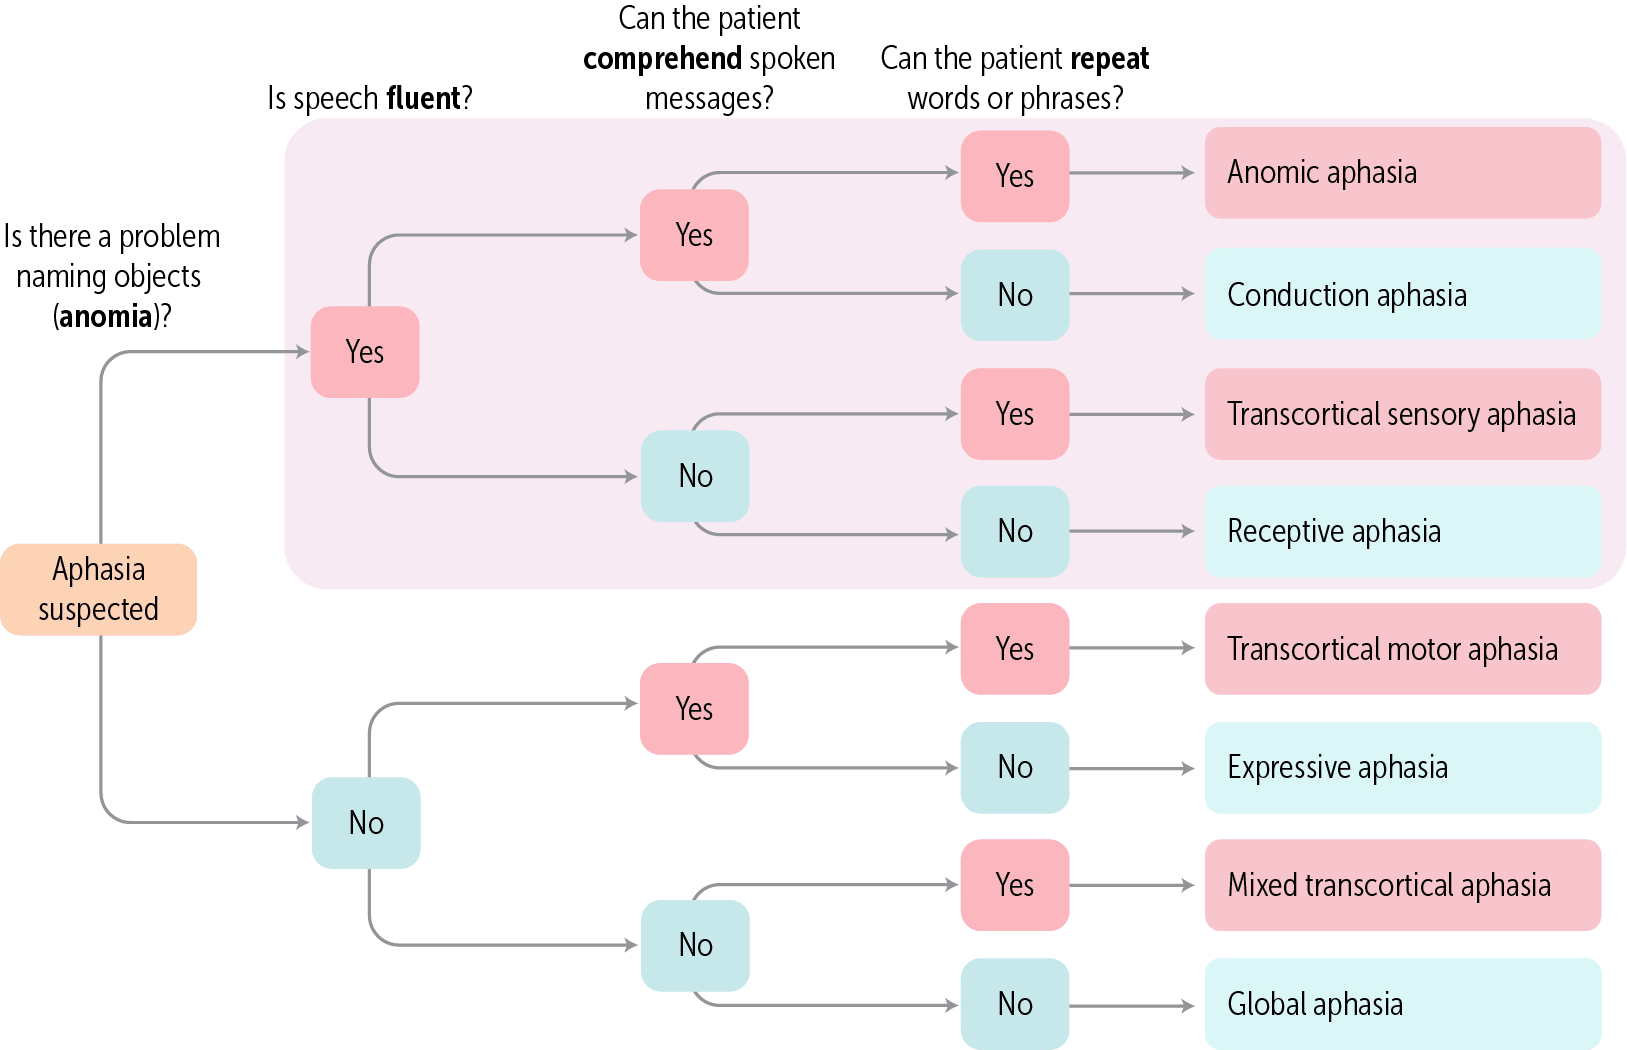 Can the patient
comprehend spoken
messages?
Can the patient repeat
words or phrases?
Is speech fluent?
Is there a problem
naming objects
(anomia)?
Aphasia
suspected
Yes
Yes
Yes
Anomic aphasia
No
Conduction aphasia
No
Yes
Transcortical sensory aphasia
No
Receptive aphasia
No
Yes
Yes
Transcortical motor aphasia
No
Expressive aphasia
No
Yes
Mixed transcortical aphasia
No
Global aphasia